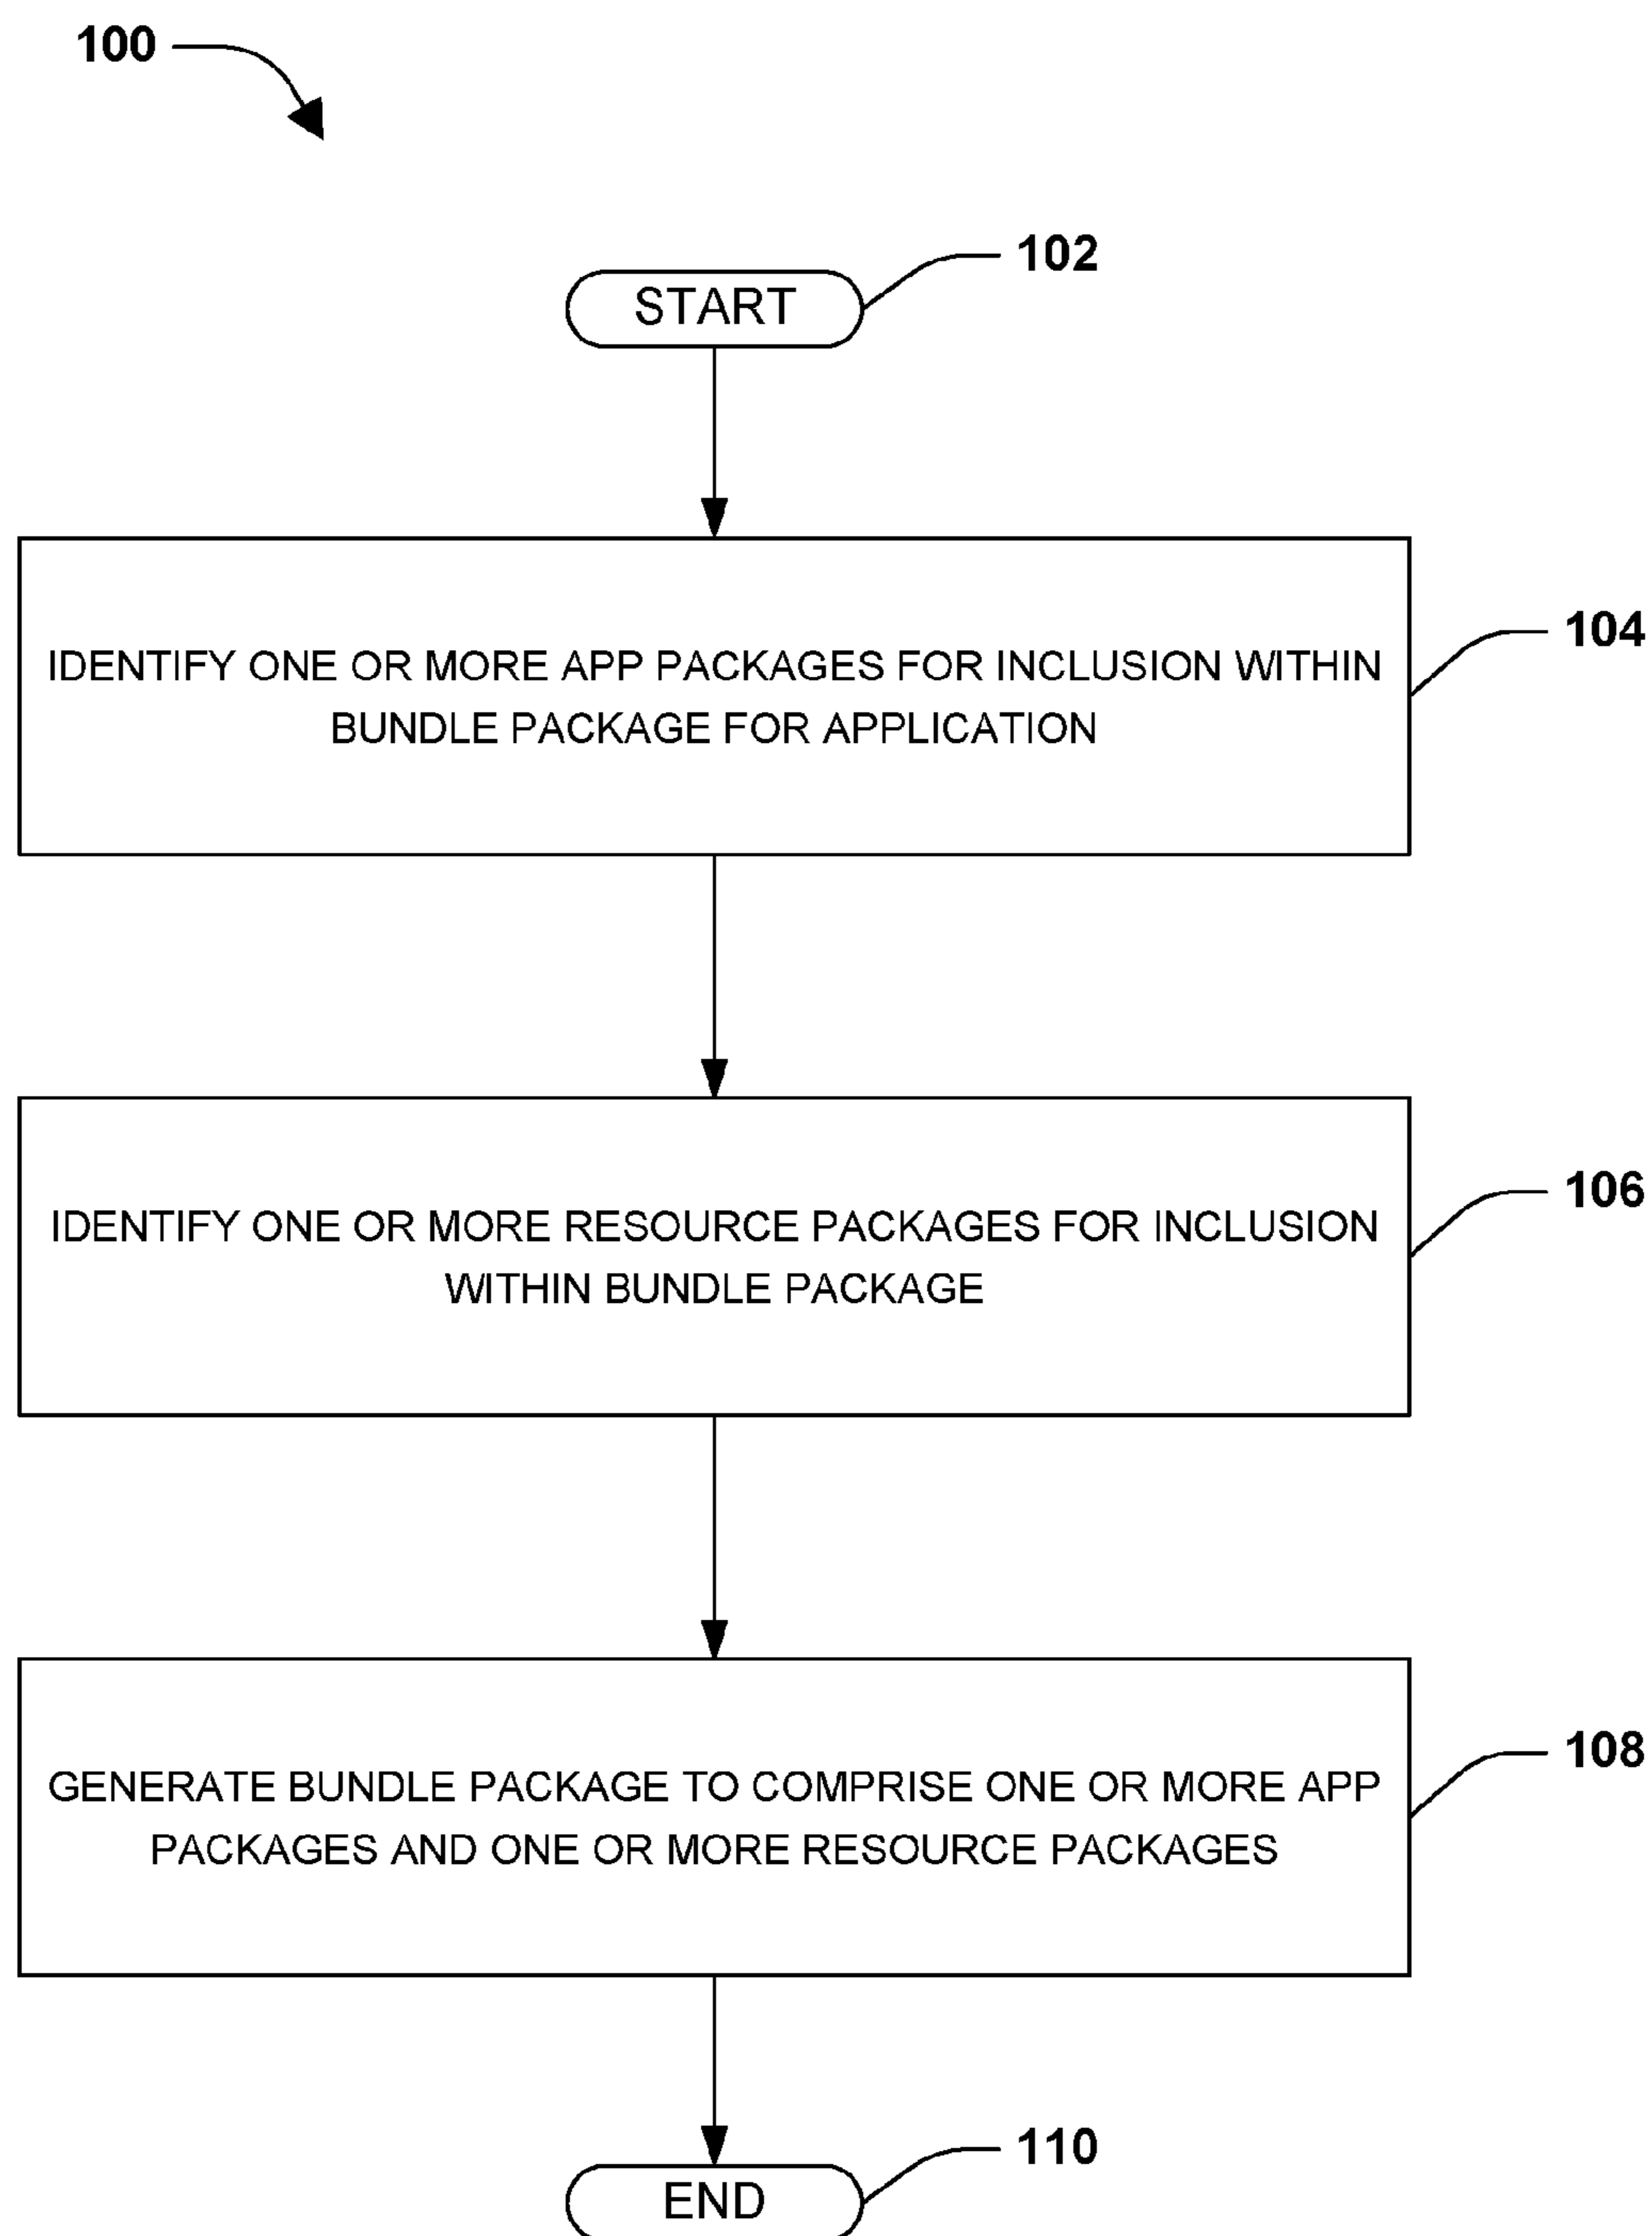 100
102
START
104
IDENTIFY ONE OR MORE APP PACKAGES FOR INCLUSION WITHIN
BUNDLE PACKAGE FOR APPLICATION
106
IDENTIFY ONE OR MORE RESOURCE PACKAGES FOR INCLUSION
WITHIN BUNDLE PACKAGE
108
GENERATE BUNDLE PACKAGE TO COMPRISE ONE OR MORE APP
PACKAGES AND ONE OR MORE RESOURCE PACKAGES
110
END